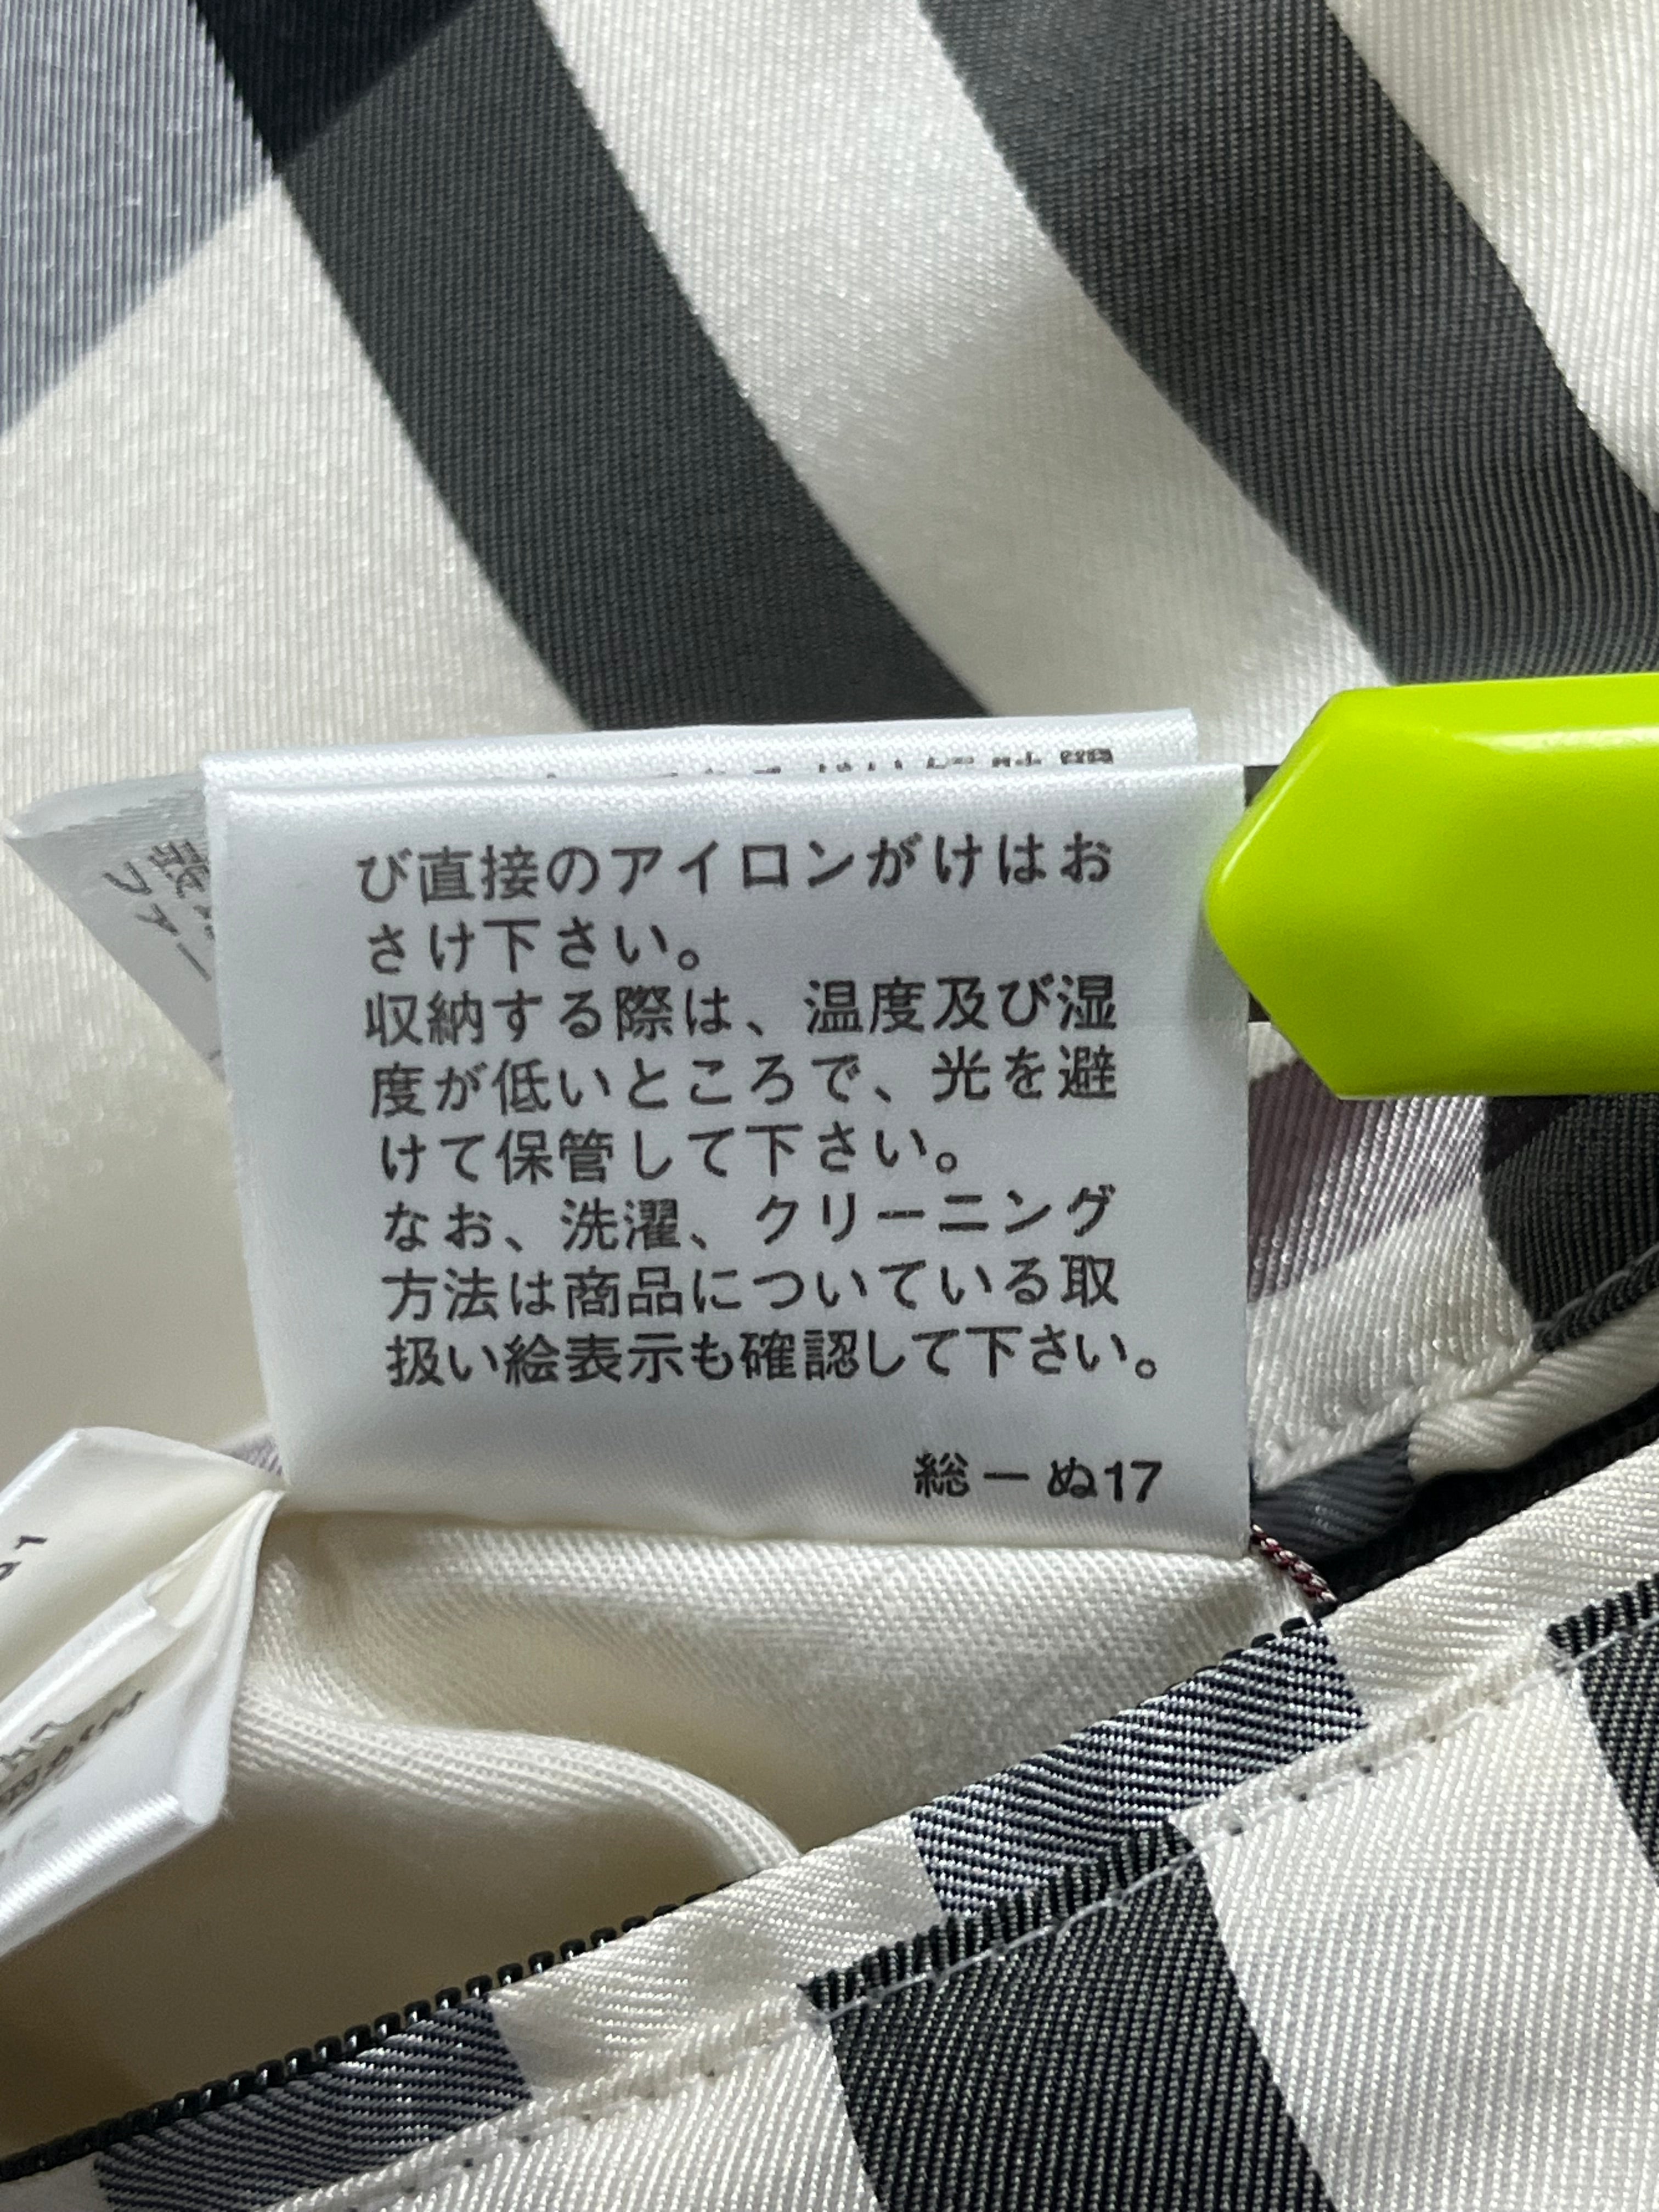 び直接のアイロンがけはお
さけ下さい。
収納する際は、温度及び湿
度が低いところで、光を避
けて保管して下さい。
なお、洗濯、クリーニング
方法は商品についている取
扱い絵表示も確認して下さい。
総ーぬ17
ファー